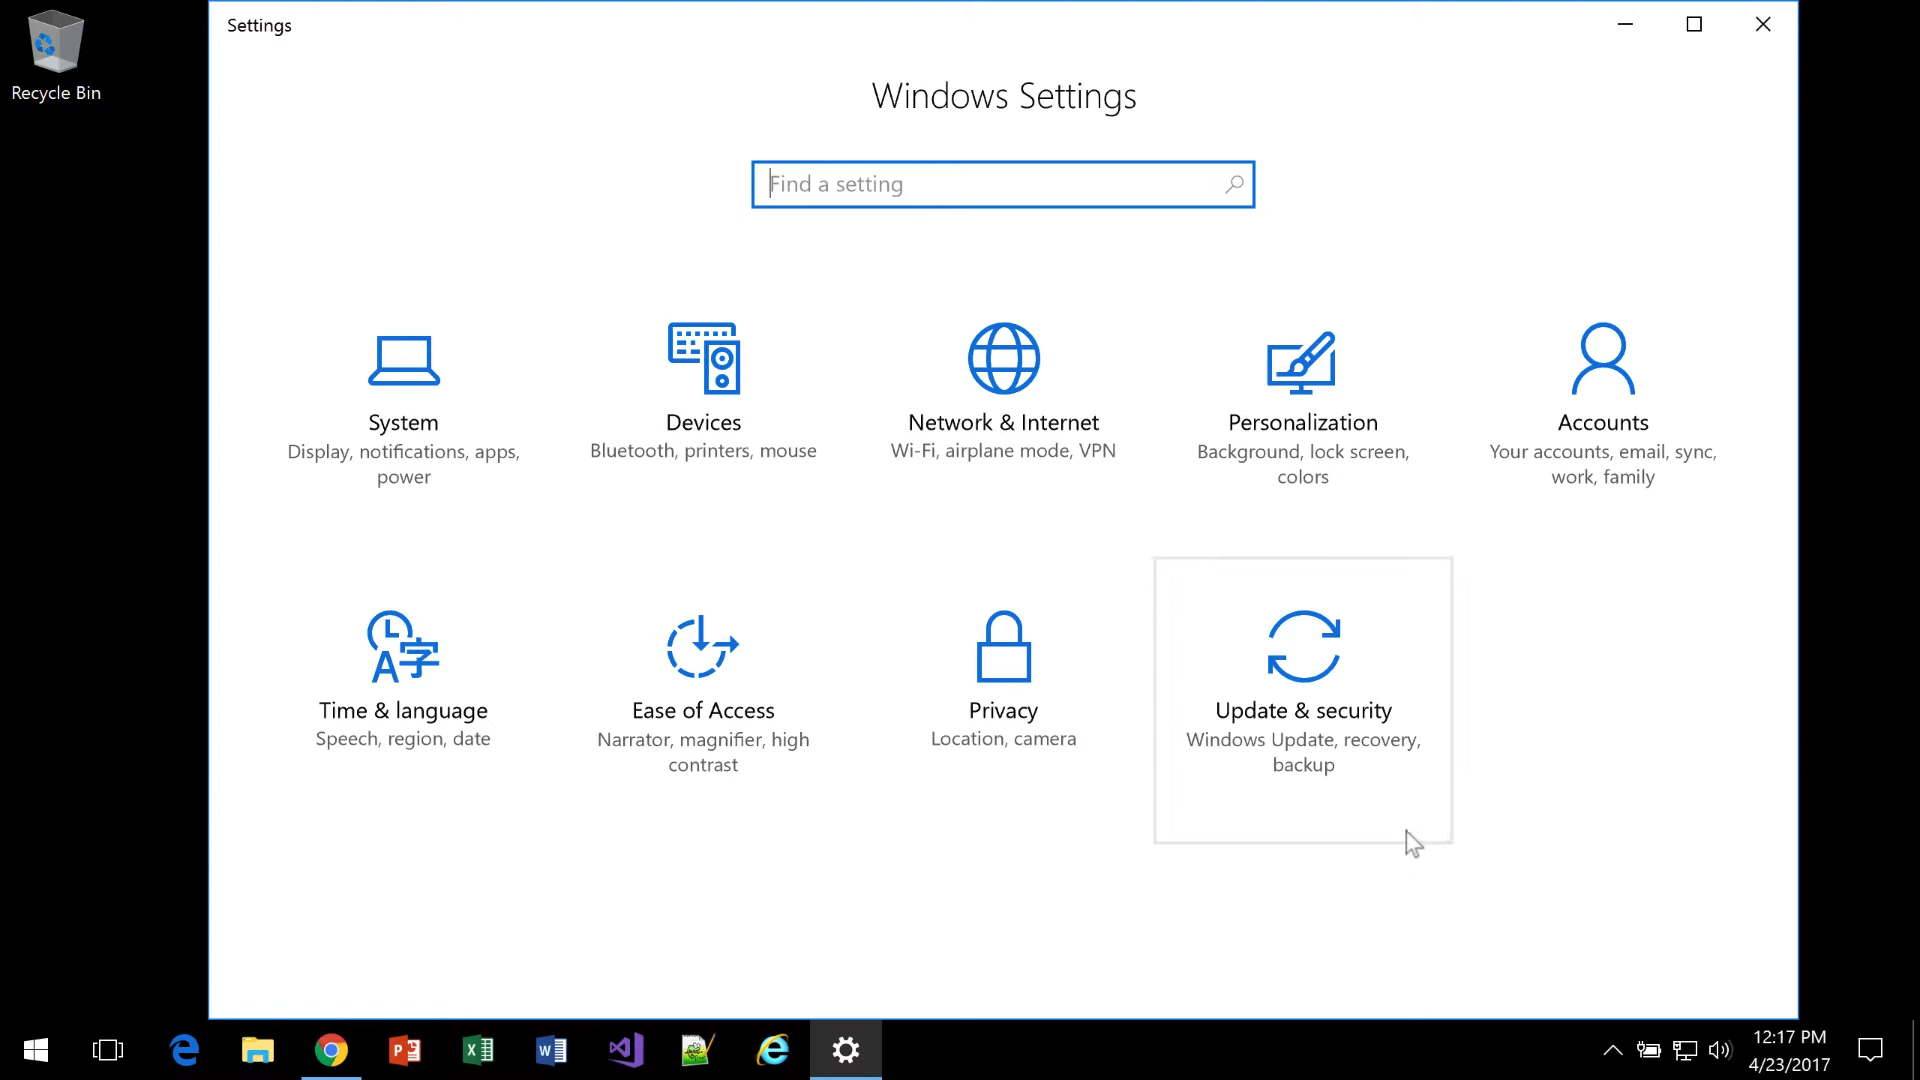 Settings
Recycle Bin
Windows Settings
Find a setting
System
Display, notifications, apps,
power
Devices
Bluetooth, printers, mouse
Network & Internet
Wi-Fi, airplane mode, VPN
Personalization
Background, lock screen,
colors
Accounts
Your accounts, email, sync,
work, family
A字
Time & language
Speech, region, date
Ease of Access
Narrator, magnifier, high
contrast
Privacy
Location, camera
Update & security
Windows Update, recovery,
backup
12:17 PM
4/23/2017